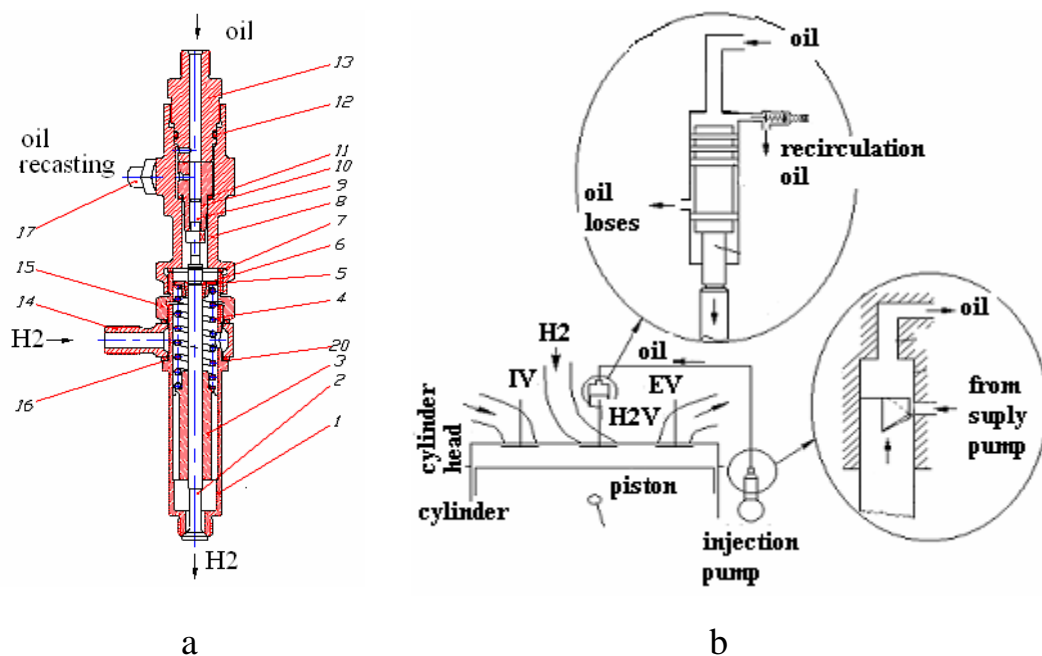 oil
13
12
oil
recasting
11
10
9
8
7
6
5
17
15
14
4
H2
20
3
2
16
1
H2
a
oil
recirculation
oil
oil
loses
H2
oil
IV
EV
H2V
cylinder
head
piston
cylinder
injection
pump
oil
from
suply
pump
b